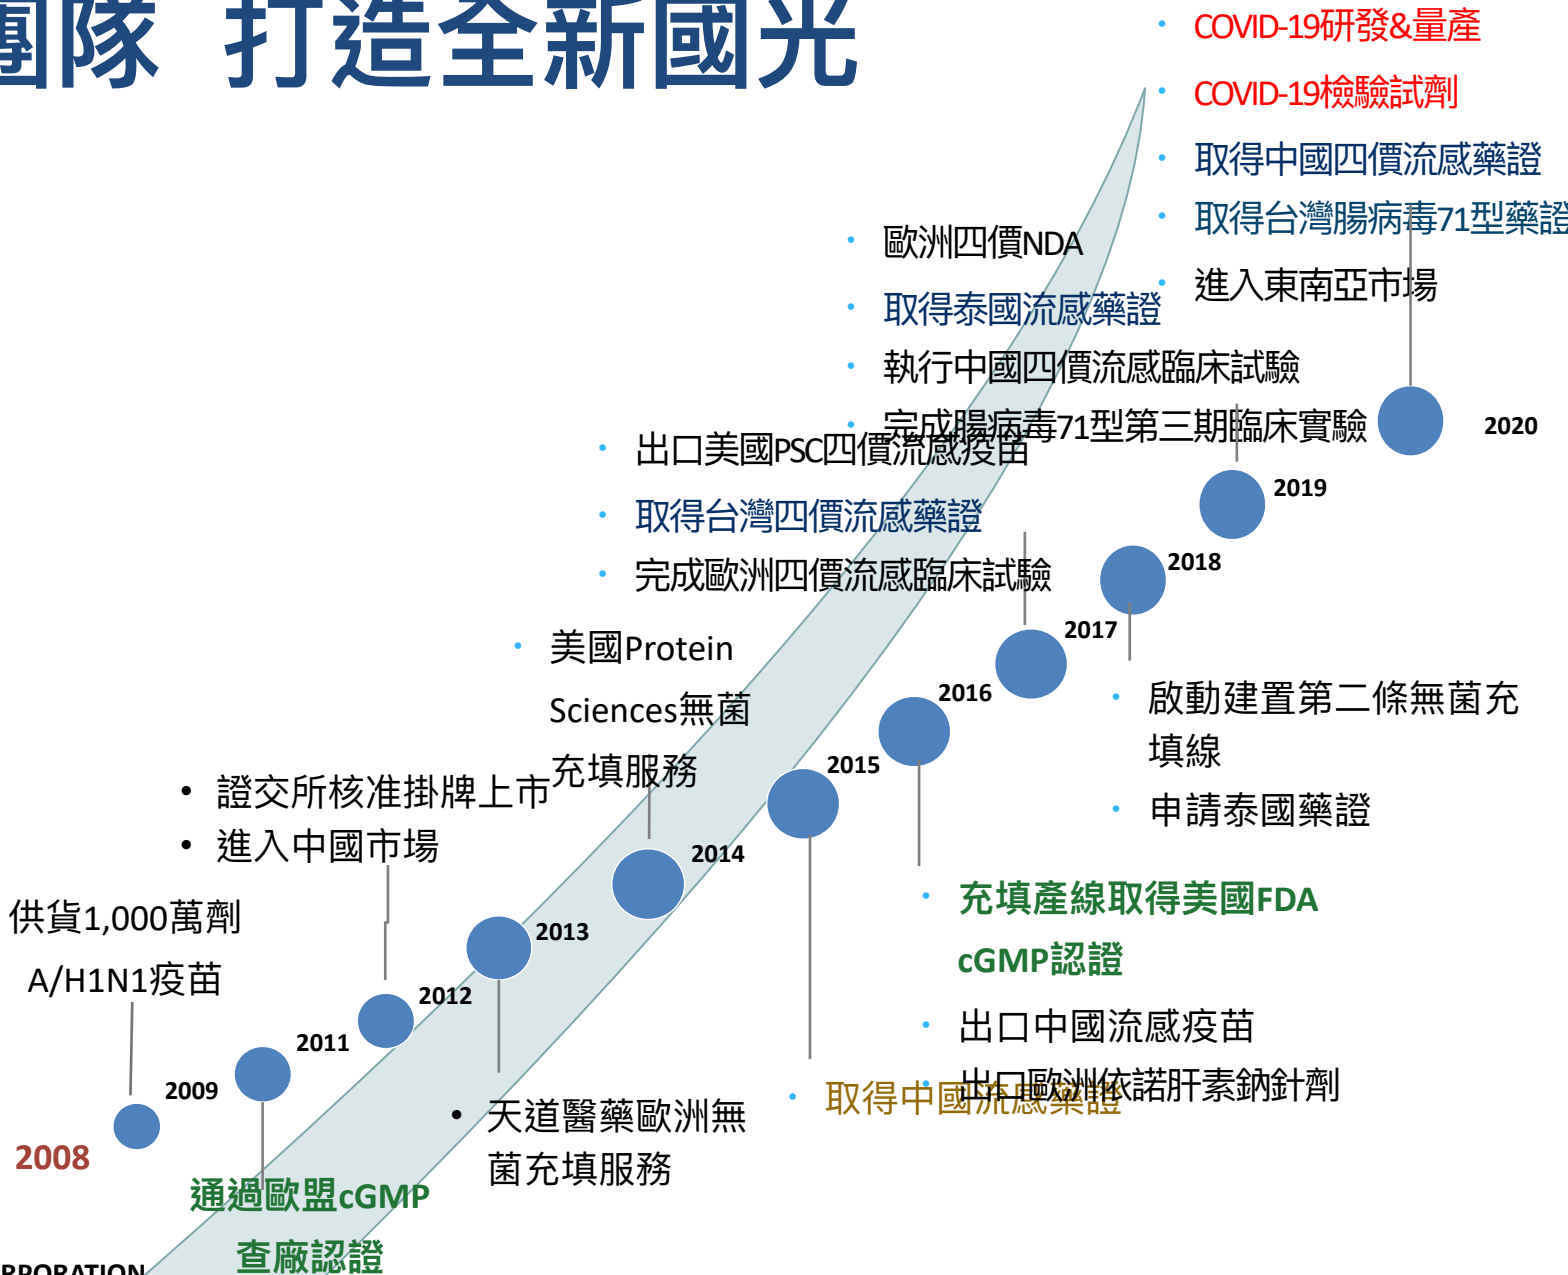 團隊 打造全新國光
COVID-19研發&量產
COVID-19檢驗試劑
取得中國四價流感藥證
取得台灣腸病毒71型藥證
進入東南亞市場
2020
歐洲四價NDA
取得泰國流感藥證
執行中國四價流感臨床試驗
完成腸病毒71型第三期臨床實驗
2019
2018
啟動建置第二條無菌充
填線
申請泰國藥證
出口美國PSC四價流感疫苗
取得台灣四價流感藥證
完成歐洲四價流感臨床試驗
2017
2016
充填產線取得美國FDA
cGMP認證
出口中國流感疫苗
出口歐洲依諾肝素鈉針劑
2015
取得中國流感藥證
美國Protein
Sciences無菌
充填服務
2014
2013
天道醫藥歐洲無
菌充填服務
• 證交所核准掛牌上市
• 進入中國市場
2012
2011
通過歐盟cGMP
查廠認證
供貨1,000萬劑
A/H1N1疫苗
2009
2008
RPORATION